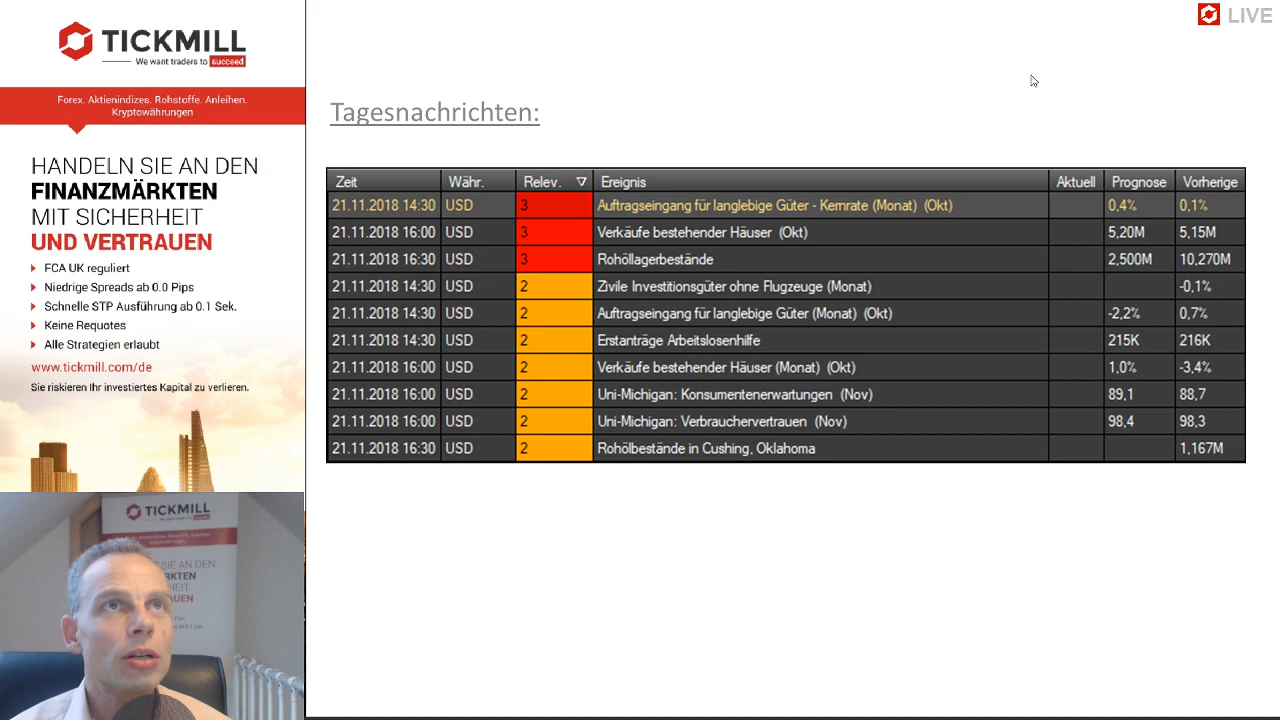 TICKMILL
We want traders to succeed
Forex. Aktienindizes. Rohstoffe. Anleihen.
Kryptowährungen
HANDELN SIE AN DEN
FINANZMÄRKTEN
MIT SICHERHEIT
UND VERTRAUEN
FCA UK reguliert
Niedrige Spreads ab 0.0 Pips
Schnelle STP Ausführung ab 0.1 Sek.
Keine Requotes
Alle Strategien erlaubt
www.tickmill.com/de
Sie riskieren Ihr investiertes Kapital zu verlieren.
LIVE
Tagesnachrichten:
Zeit Währ. Relev. Ereignis Aktuell Prognose Vorherige
21.11.2018 14:30 USD 3 Auftragseingang für langlebige Güter - Kernrate (Monat) (Okt) 0,4% 0,1%
21.11.2018 16:00 USD 3 Verkäufe bestehender Häuser (Okt) 5,20M 5,15M
21.11.2018 16:30 USD 3 Rohöllagerbestände 2,500M 10,270M
21.11.2018 14:30 USD 2 Zivile Investitionsgüter ohne Flugzeuge (Monat) -0,1%
21.11.2018 14:30 USD 2 Auftragseingang für langlebige Güter (Monat) (Okt) -2,2% 0,7%
21.11.2018 14:30 USD 2 Erstanträge Arbeitslosenhilfe 215K 216K
21.11.2018 16:00 USD 2 Verkäufe bestehender Häuser (Monat) (Okt) 1,0% -3,4%
21.11.2018 16:00 USD 2 Uni-Michigan: Konsumentenerwartungen (Nov) 89,1 88,7
21.11.2018 16:00 USD 2 Uni-Michigan: Verbrauchervertrauen (Nov) 98,4 98,3
21.11.2018 16:30 USD 2 Rohölbestände in Cushing, Oklahoma 1,167M
TICKMILL
SIE AN DEN
RKTEN
HEIT
AUEN